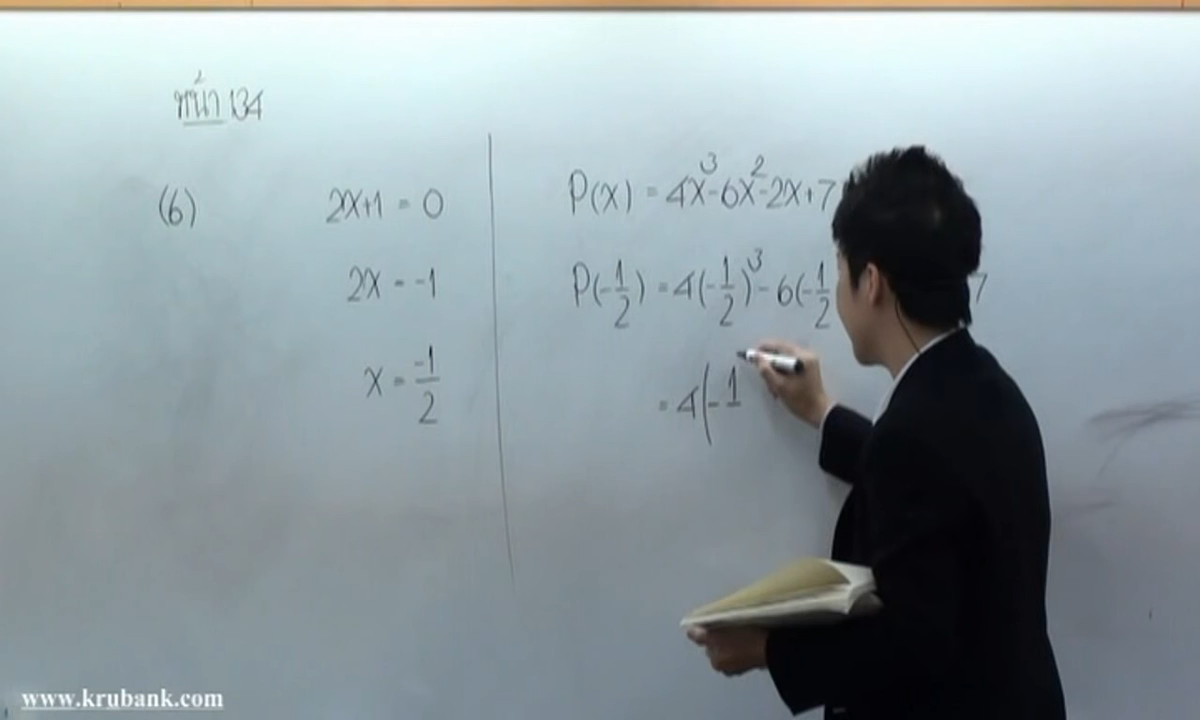 หน้า 134
(6)
2x+1 = 0
2x = -1
x = -1/2
P(x) = 4x³-6x²-2x+7
P(-1/2) = 4(-1/2)³ - 6(-1/2 7
= 4(-1
www.krubank.com